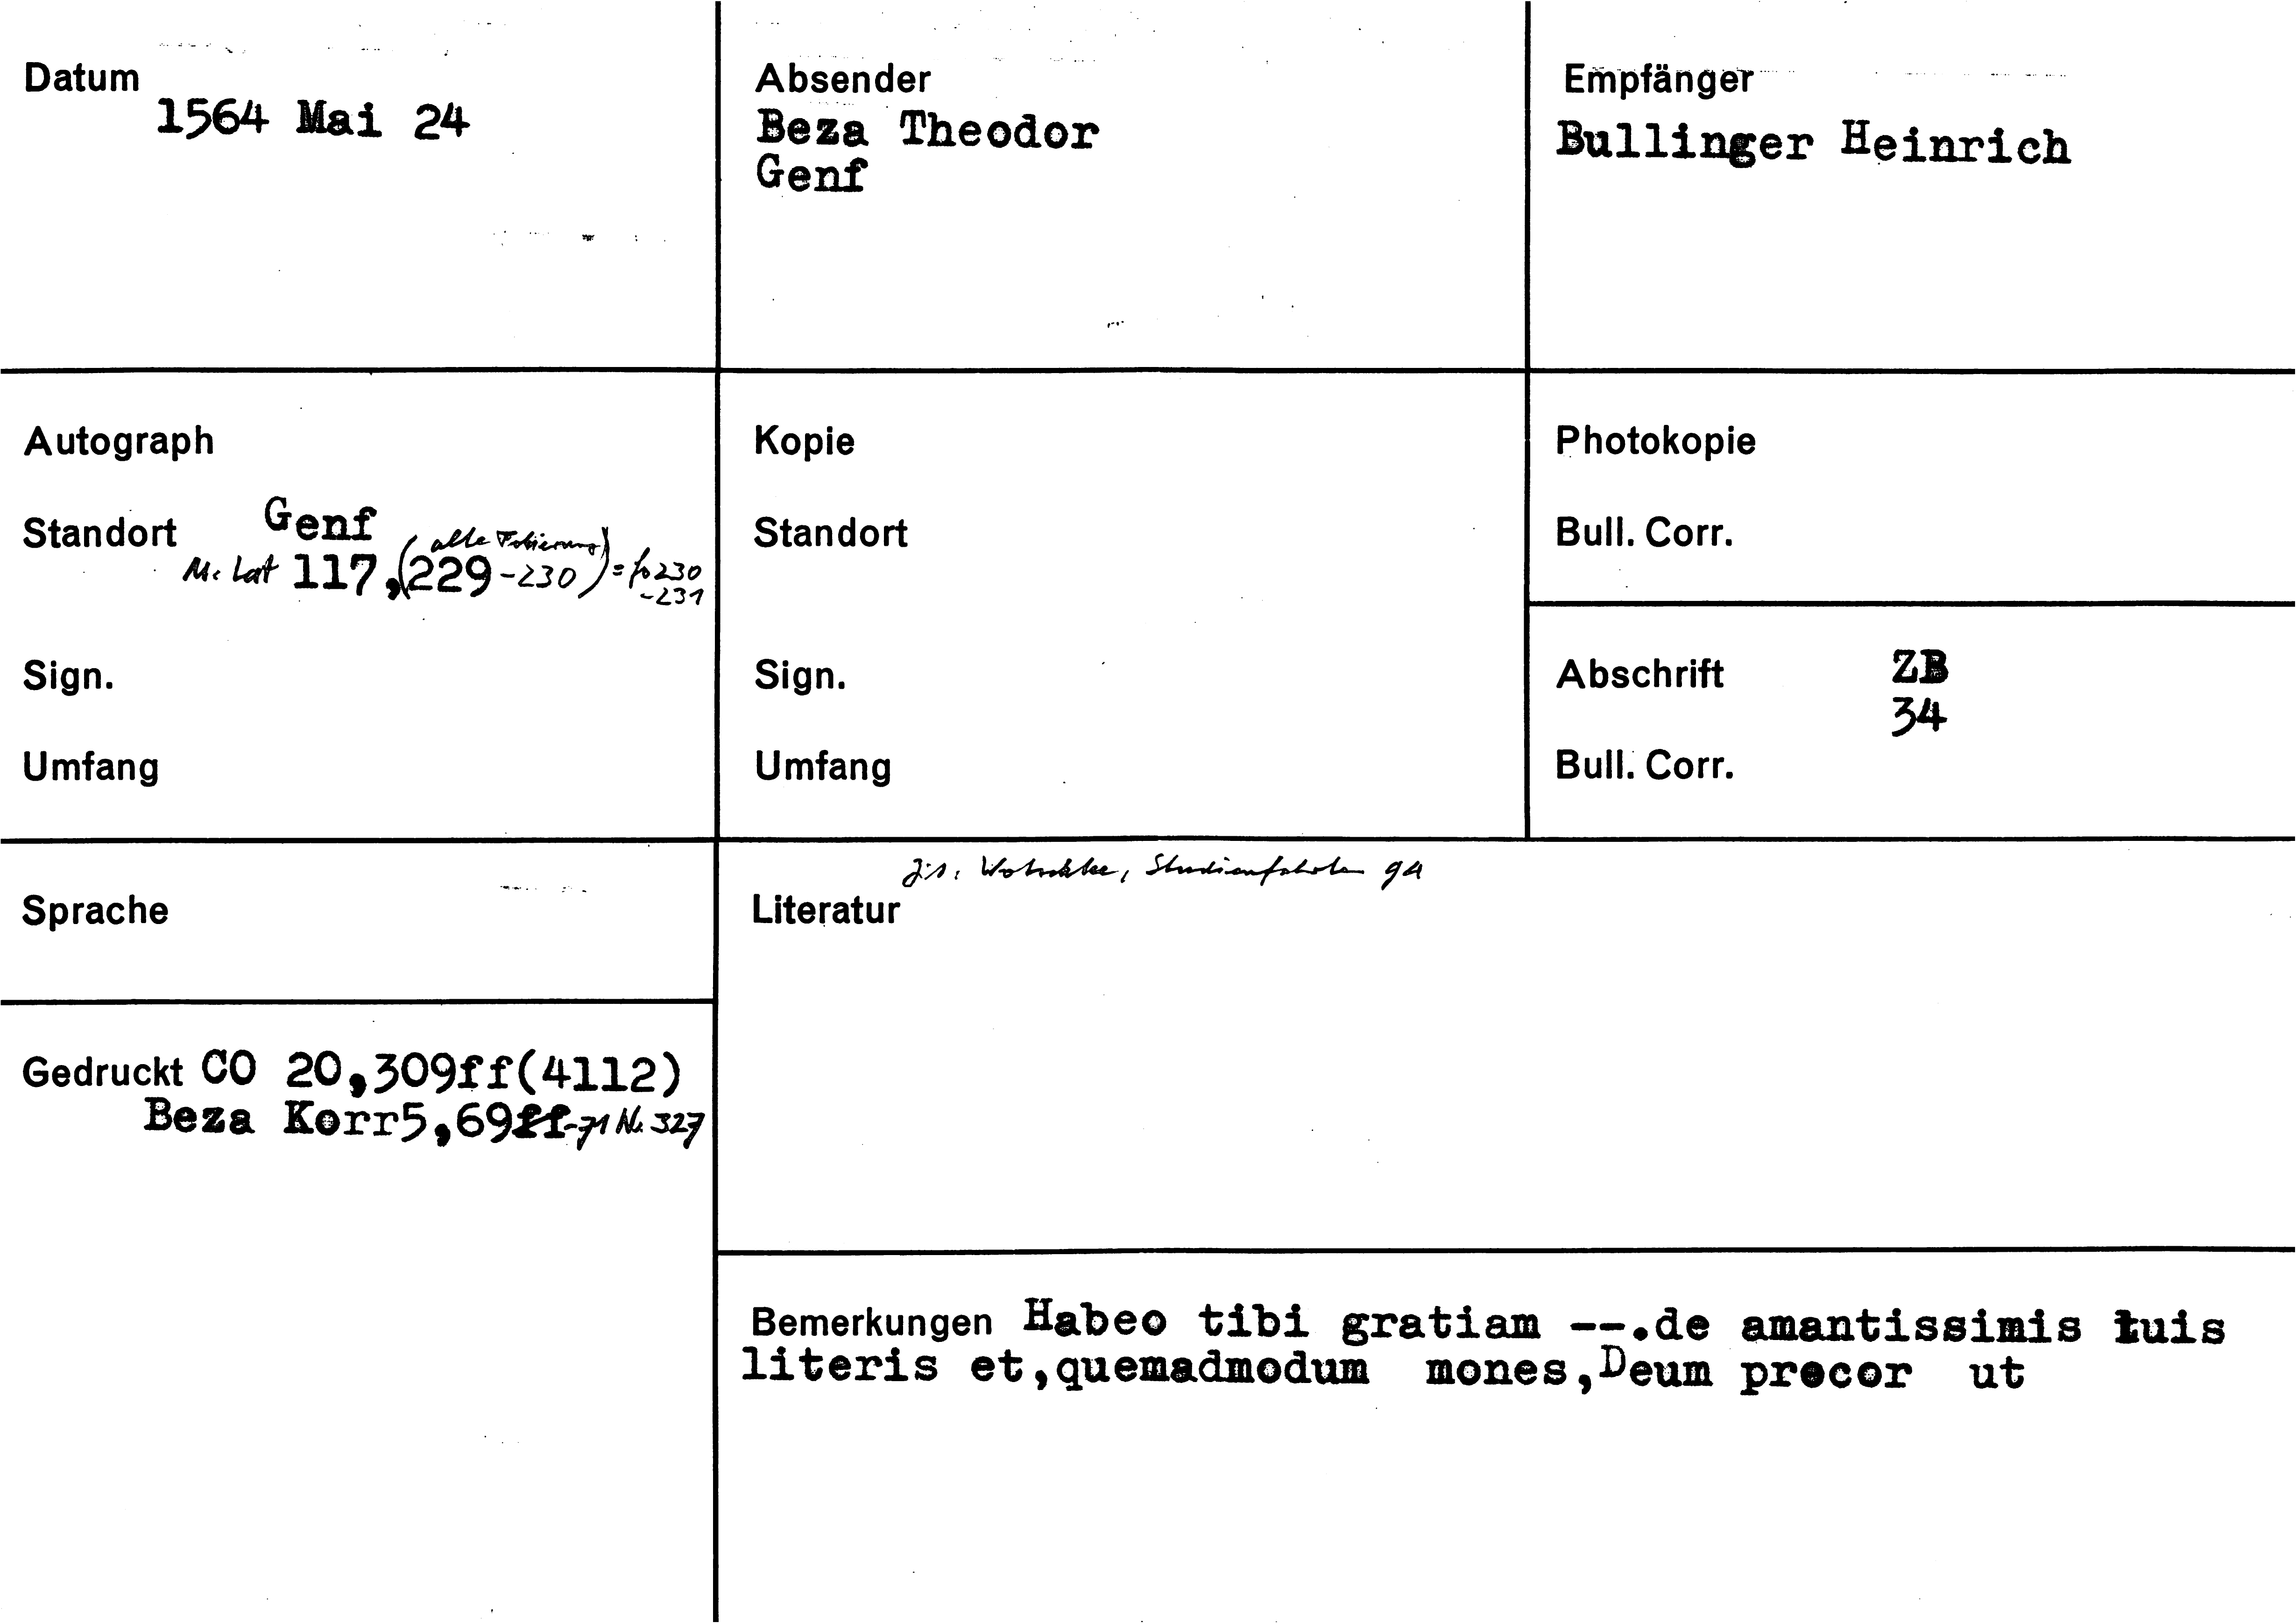 Datum
1564 Mai 24
Absender
Beza Theodor
Genf
Empfänger
Bullinger Heinrich
Autograph
Standort Genf
(alte Folierung)
Ms Lat 117,(229-230)=fo 230
-231
Sign.
Umfang
Kopie
Standort
Sign.
Umfang
Photokopie
Bull. Corr.
Abschrift ZB
34
Bull. Corr.
Sprache
Wotschke, Studienfahrten
Literatur
Gedruckt CO 20,309ff(4112)
Beza Korr5,69ff-71 Nr. 327
Bemerkungen Habeo tibi gratiam --.de amantissimis tuis
literis et,quemadmodum mones,Deum precor ut